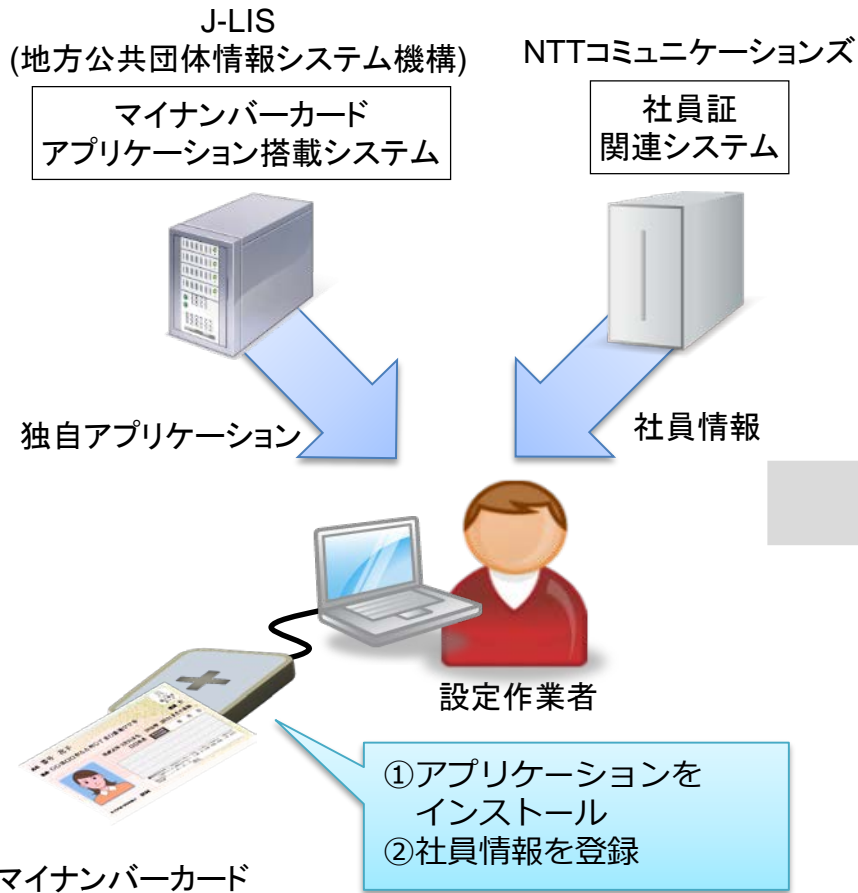 J-LIS
(地方公共団体情報システム機構)
マイナンバーカード
アプリケーション搭載システム
NTTコミュニケーションズ
社員証
関連システム
独自アプリケーション
社員情報
設定作業者
①アプリケーションを
インストール
②社員情報を登録
マイナンバーカード